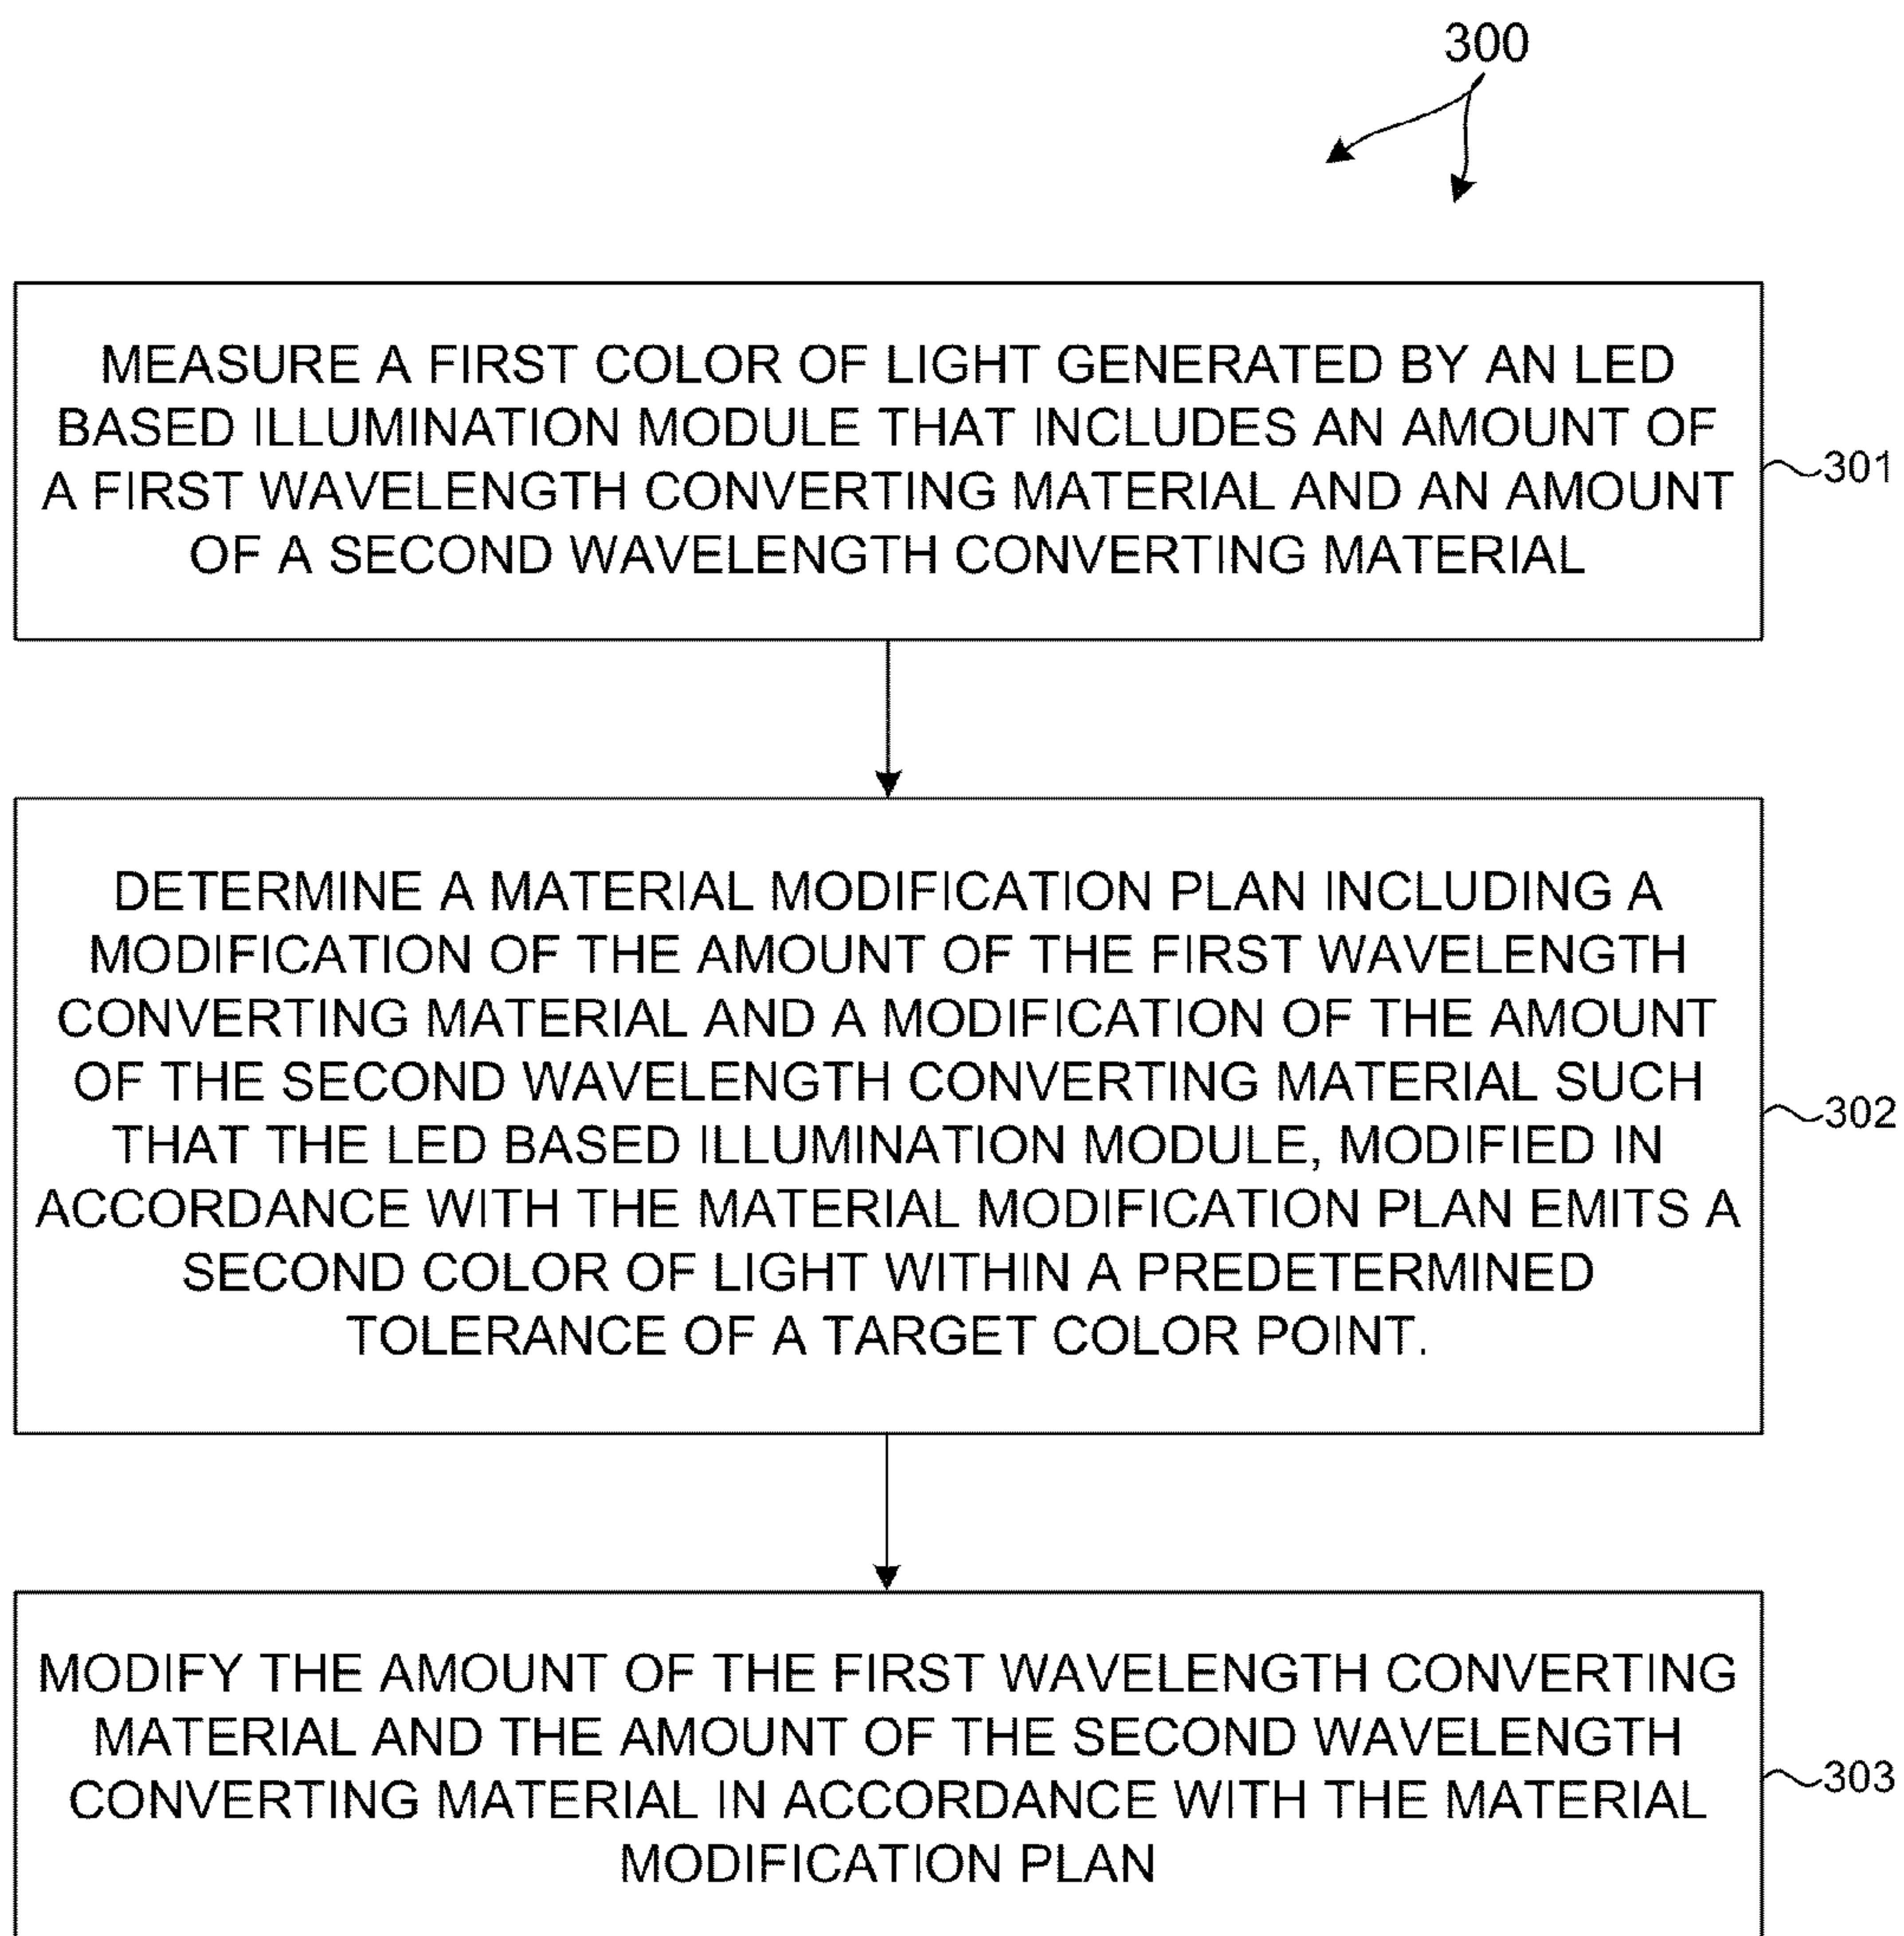 300
MEASURE A FIRST COLOR OF LIGHT GENERATED BY AN LED
BASED ILLUMINATION MODULE THAT INCLUDES AN AMOUNT OF
A FIRST WAVELENGTH CONVERTING MATERIAL AND AN AMOUNT
OF A SECOND WAVELENGTH CONVERTING MATERIAL
301
DETERMINE A MATERIAL MODIFICATION PLAN INCLUDING A
MODIFICATION OF THE AMOUNT OF THE FIRST WAVELENGTH
CONVERTING MATERIAL AND A MODIFICATION OF THE AMOUNT
OF THE SECOND WAVELENGTH CONVERTING MATERIAL SUCH
THAT THE LED BASED ILLUMINATION MODULE, MODIFIED IN
ACCORDANCE WITH THE MATERIAL MODIFICATION PLAN EMITS A
SECOND COLOR OF LIGHT WITHIN A PREDETERMINED
TOLERANCE OF A TARGET COLOR POINT.
302
MODIFY THE AMOUNT OF THE FIRST WAVELENGTH CONVERTING
MATERIAL AND THE AMOUNT OF THE SECOND WAVELENGTH
CONVERTING MATERIAL IN ACCORDANCE WITH THE MATERIAL
MODIFICATION PLAN
303